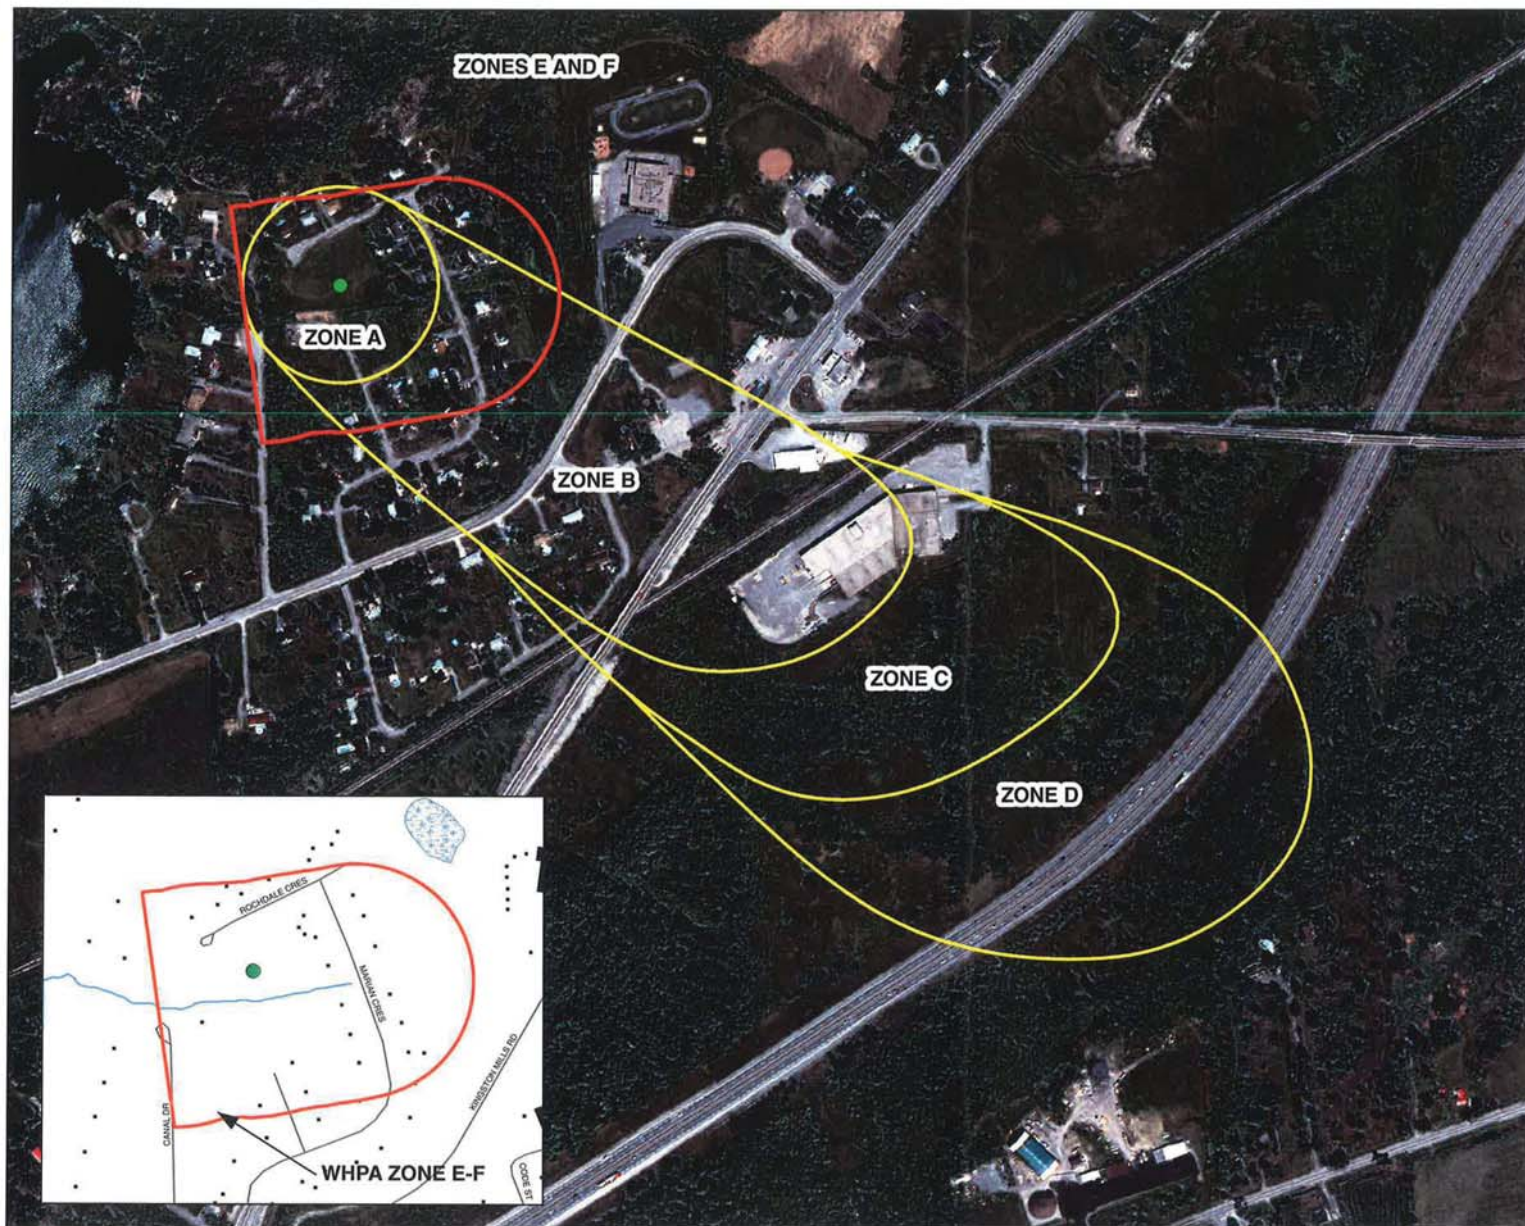 ZONES E AND F
ZONE A
ZONE B
ZONE C
ZONE D
ROCHDALE CRES
MARIAN CRES
KINGSTON MILLS RD
CANAL DR
CODE ST
WHPA ZONE E-F